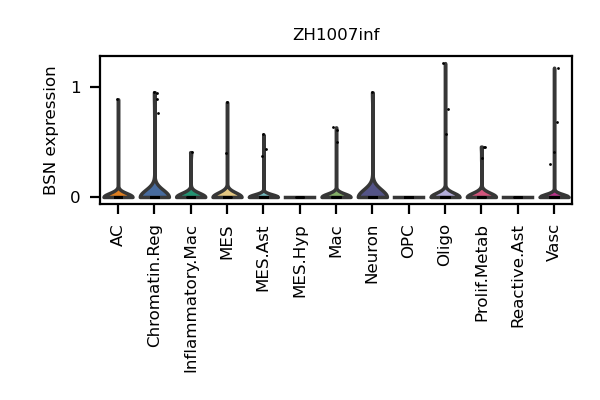 ZH1007inf
BSN expression
1
0
AC
Chromatin.Reg
Inflammatory.Mac
MES
MES.Ast
MES.Hyp
Mac
Neuron
OPC
Oligo
Prolif.Metab
Reactive.Ast
Vasc